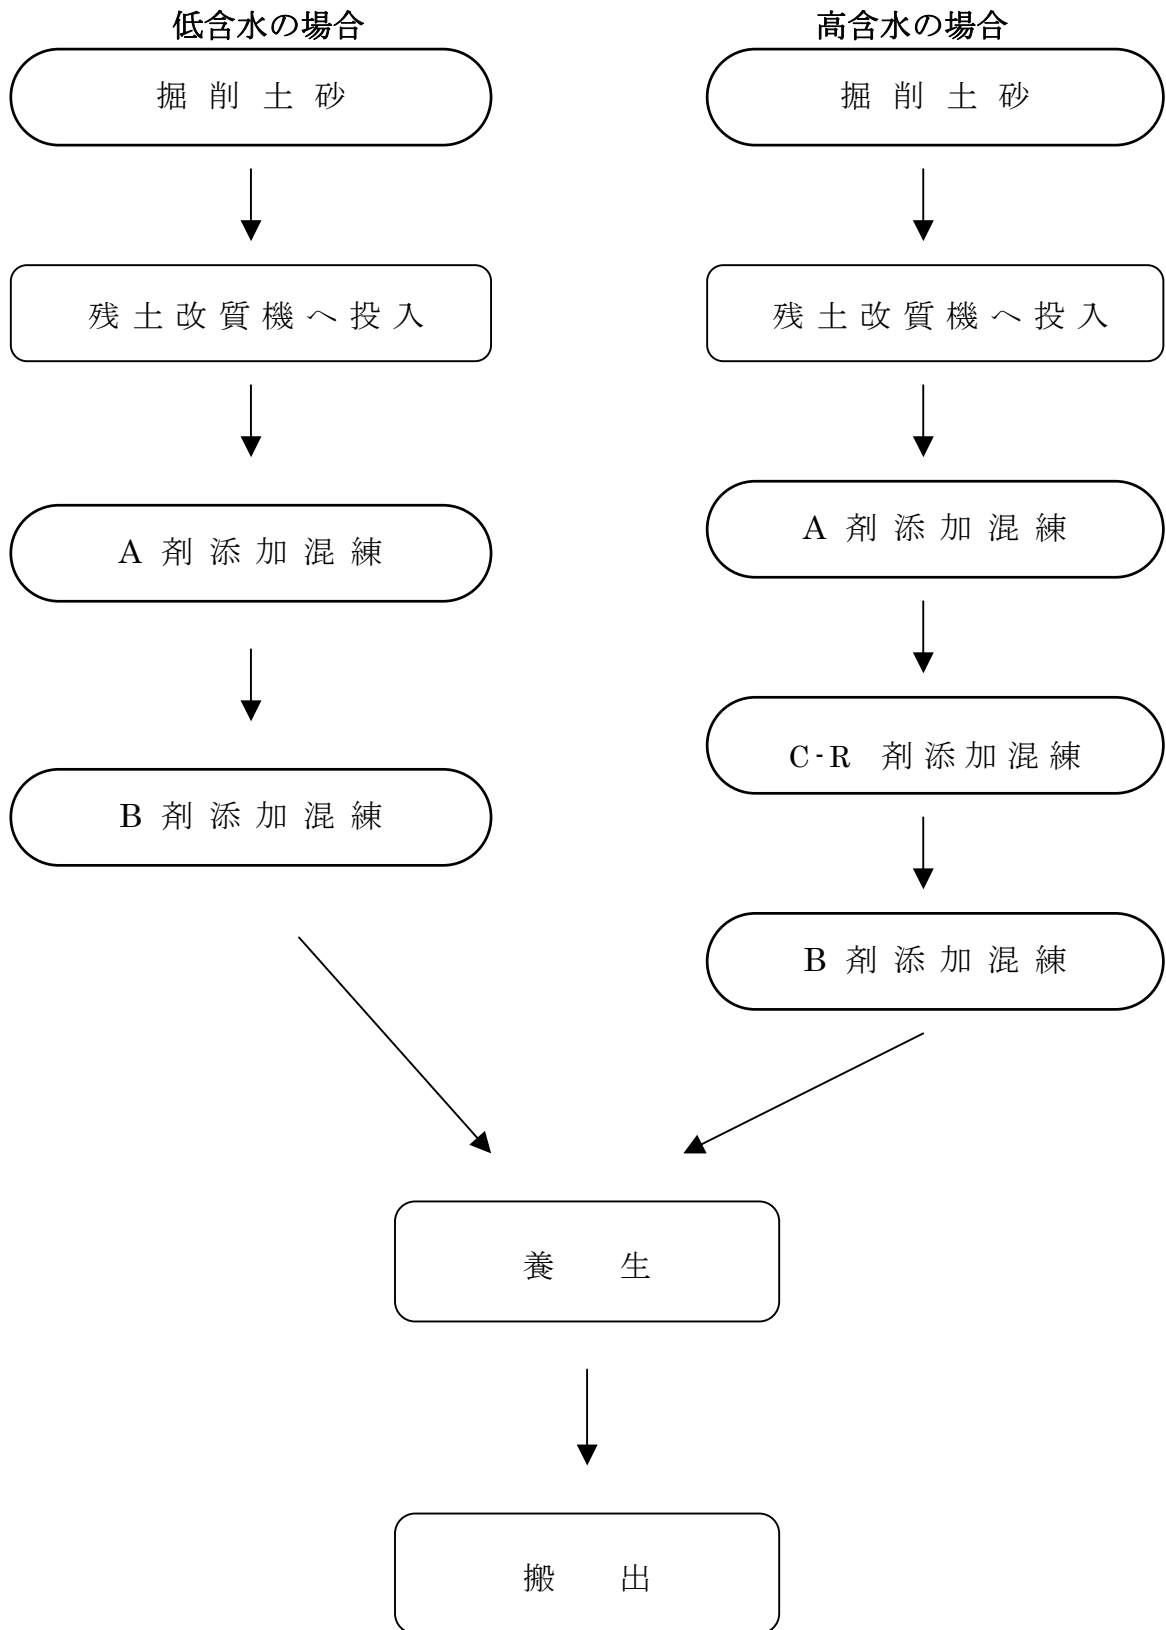 低含水の場合
掘削土砂
残土改質機へ投入
A 剤添加混練
B 剤添加混練
高含水の場合
掘削土砂
残土改質機へ投入
A 剤添加混練
C-R 剤添加混練
B 剤添加混練
養 生
搬 出